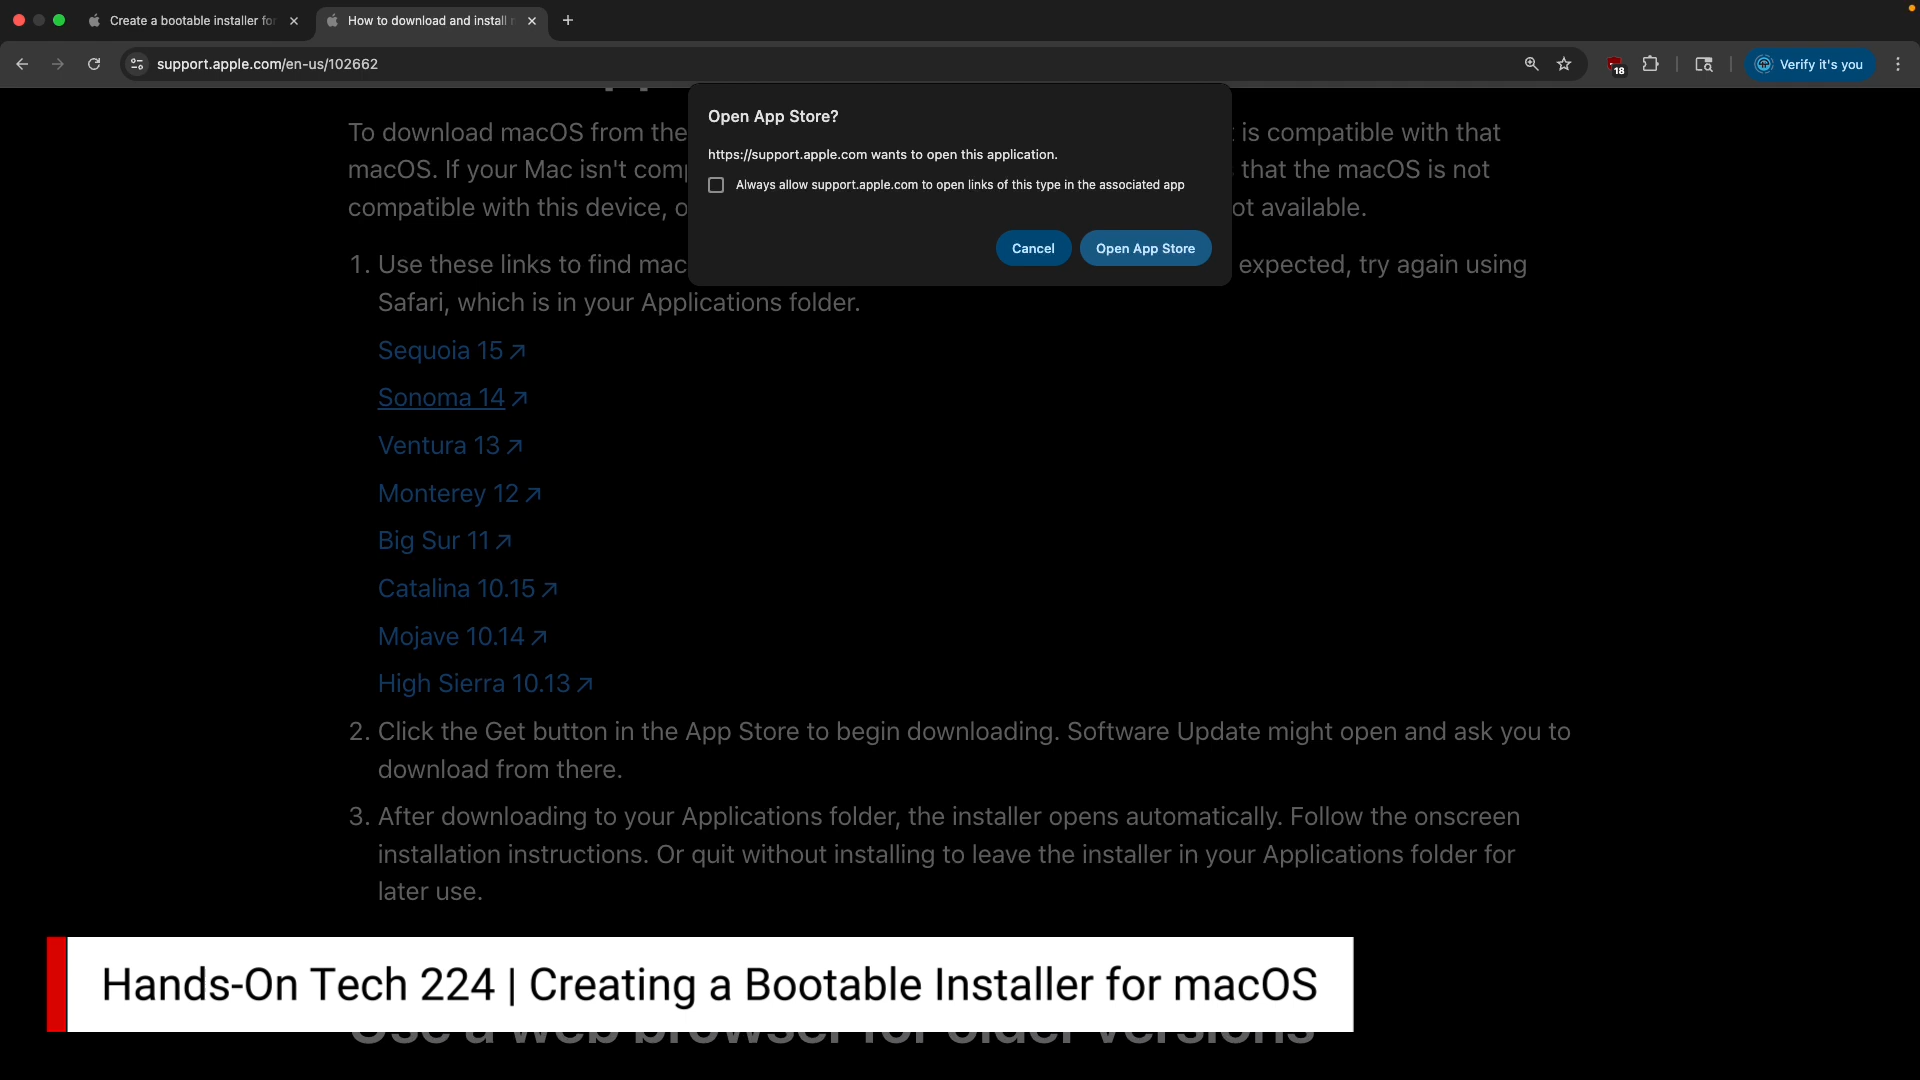 Create a bootable installer for
How to download and install
support.apple.com/en-us/102662
18
Verify it's you
Open App Store?
https://support.apple.com wants to open this application.
Always allow support.apple.com to open links of this type in the associated app
Cancel
Open App Store
To download macOS from the is compatible with that
macOS. If your Mac isn't comp that the macOS is not
compatible with this device, o ot available.
1. Use these links to find mac expected, try again using
Safari, which is in your Applications folder.
Sequoia 15
Sonoma 14
Ventura 13
Monterey 12
Big Sur 11
Catalina 10.15
Mojave 10.14
High Sierra 10.13
2. Click the Get button in the App Store to begin downloading. Software Update might open and ask you to
download from there.
3. After downloading to your Applications folder, the installer opens automatically. Follow the onscreen
installation instructions. Or quit without installing to leave the installer in your Applications folder for
later use.
Hands-On Tech 224 | Creating a Bootable Installer for macOS
Use a web browser for older versions